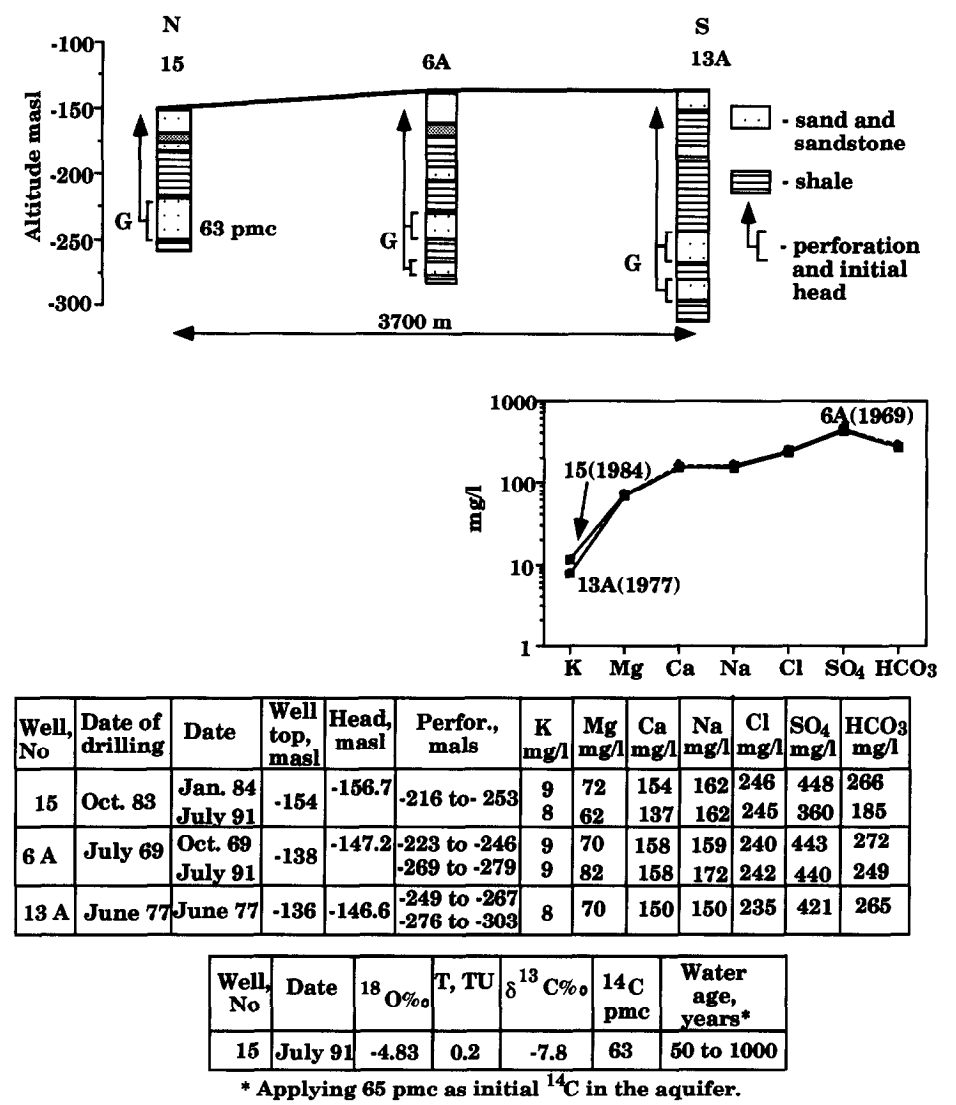 N
S
15
6A
13A
Altitude masl
-100
-150
-200
-250
-300
G
63 pmc
G
G
3700 m
- sand and
sandstone
- shale
- perforation
and initial
head
mg/l
1000
100
10
1
6A(1969)
15(1984)
13A(1977)
K Mg Ca Na Cl SO4 HCO3
Well, No | Date of drilling | Date | Well top, masl | Head, masl | Perfor., mals | K mg/l | Mg mg/l | Ca mg/l | Na mg/l | Cl mg/l | SO4 mg/l | HCO3 mg/l
15 | Oct. 83 | Jan. 84 | -154 | -156.7 | -216 to- 253 | 9 | 72 | 154 | 162 | 246 | 448 | 266
July 91 | 8 | 62 | 137 | 162 | 245 | 360 | 185
6 A | July 69 | Oct. 69 | -138 | -147.2 | -223 to -246 | 9 | 70 | 158 | 159 | 240 | 443 | 272
July 91 | -269 to -279 | 9 | 82 | 158 | 172 | 242 | 440 | 249
13 A | June 77 | June 77 | -136 | -146.6 | -249 to -267 | 8 | 70 | 150 | 150 | 235 | 421 | 265
-276 to -303
Well, No | Date | 18 O‰ | T, TU | δ13 C‰ | 14C pmc | Water age, years*
15 | July 91 | -4.83 | 0.2 | -7.8 | 63 | 50 to 1000
* Applying 65 pmc as initial 14C in the aquifer.